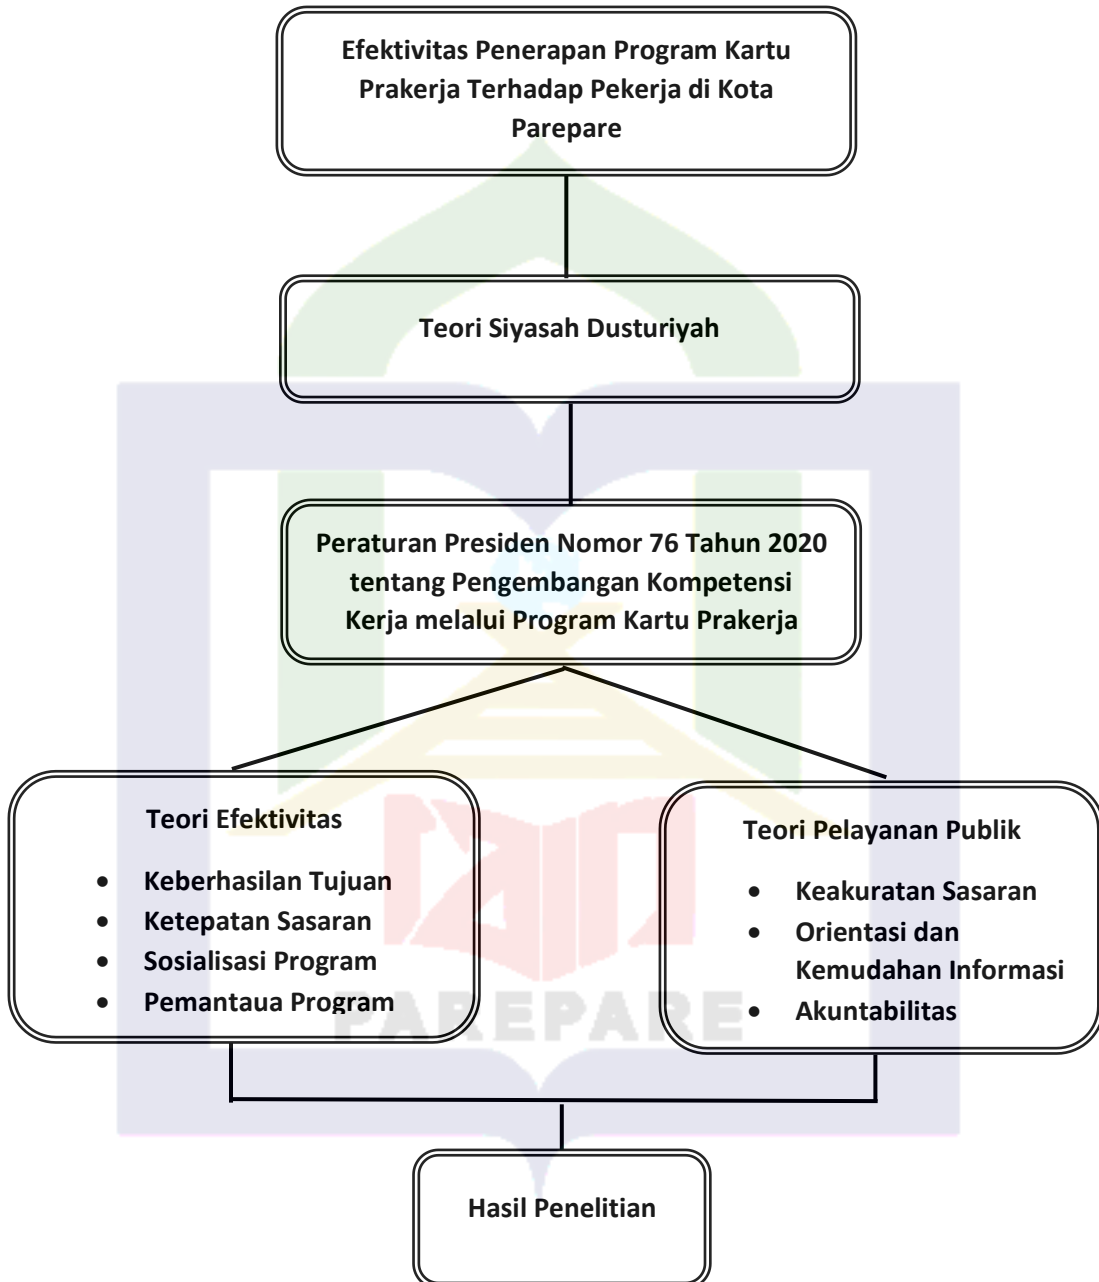 Efektivitas Penerapan Program Kartu
Prakerja Terhadap Pekerja di Kota
Parepare
Teori Siyasah Dusturiyah
Peraturan Presiden Nomor 76 Tahun 2020
tentang Pengembangan Kompetensi
Kerja melalui Program Kartu Prakerja
Teori Efektivitas
• Keberhasilan Tujuan
• Ketepatan Sasaran
• Sosialisasi Program
• Pemantaua Program
Teori Pelayanan Publik
• Keakuratan Sasaran
• Orientasi dan
Kemudahan Informasi
• Akuntabilitas
iain
PAREPARE
Hasil Penelitian